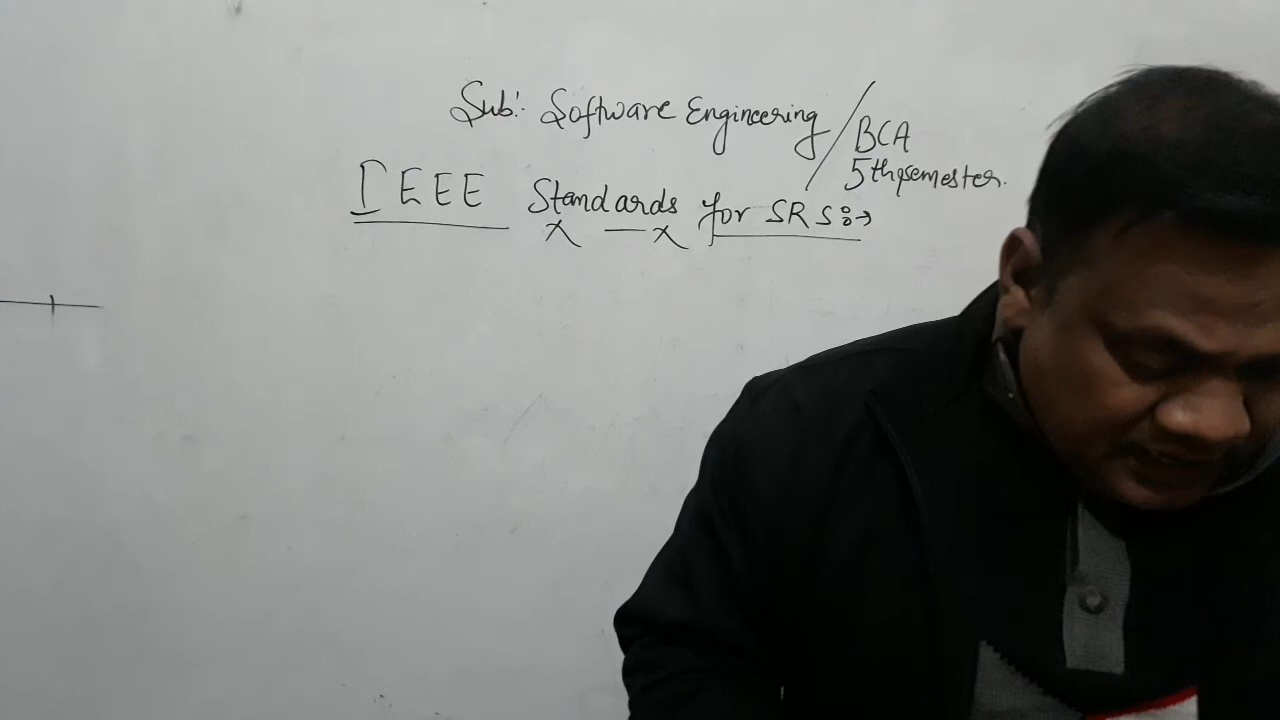 Sub:- Software Engineering / BCA
5th semester.
IEEE Standards for SRS:→